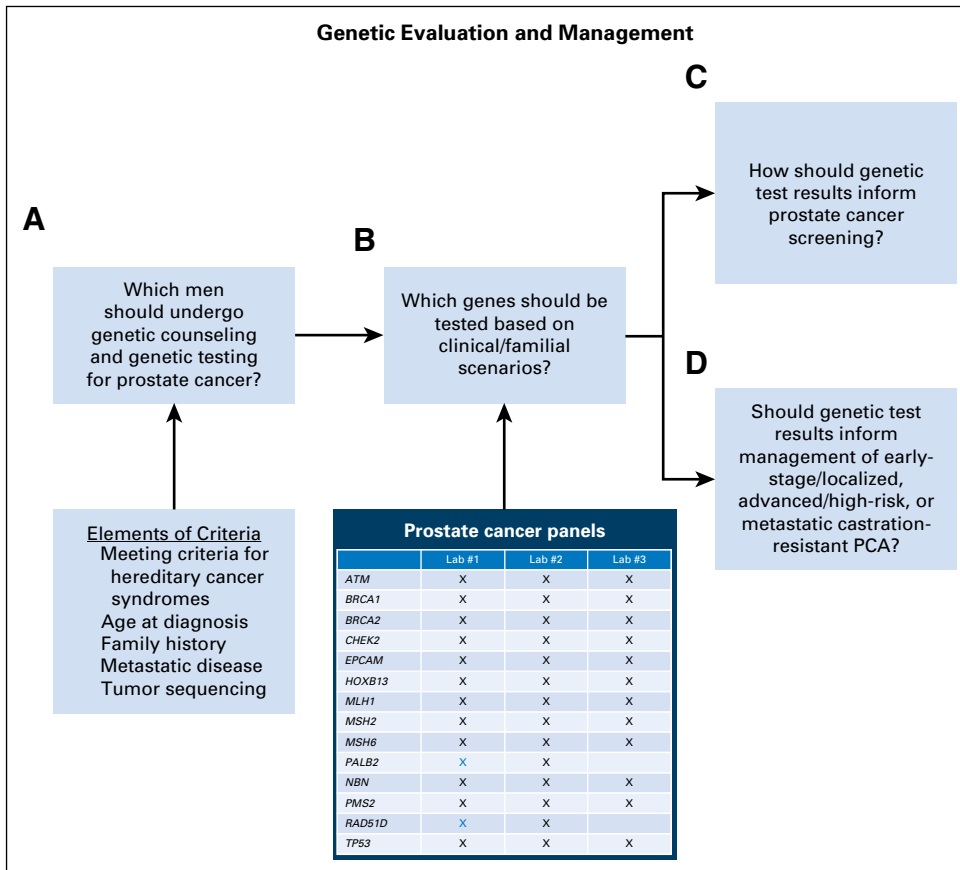 Genetic Evaluation and Management
A
Which men
should undergo
genetic counseling
and genetic testing
for prostate cancer?
Elements of Criteria
Meeting criteria for
hereditary cancer
syndromes
Age at diagnosis
Family history
Metastatic disease
Tumor sequencing
B
Which genes should be
tested based on
clinical/familial
scenarios?
Prostate cancer panels
Lab #1 Lab #2 Lab #3
ATM X X X
BRCA1 X X X
BRCA2 X X X
CHEK2 X X X
EPCAM X X X
HOXB13 X X X
MLH1 X X X
MSH2 X X X
MSH6 X X X
PALB2 X X
NBN X X X
PMS2 X X X
RAD51D X X
TP53 X X X
C
How should genetic
test results inform
prostate cancer
screening?
D
Should genetic test
results inform
management of early-
stage/localized,
advanced/high-risk, or
metastatic castration-
resistant PCA?